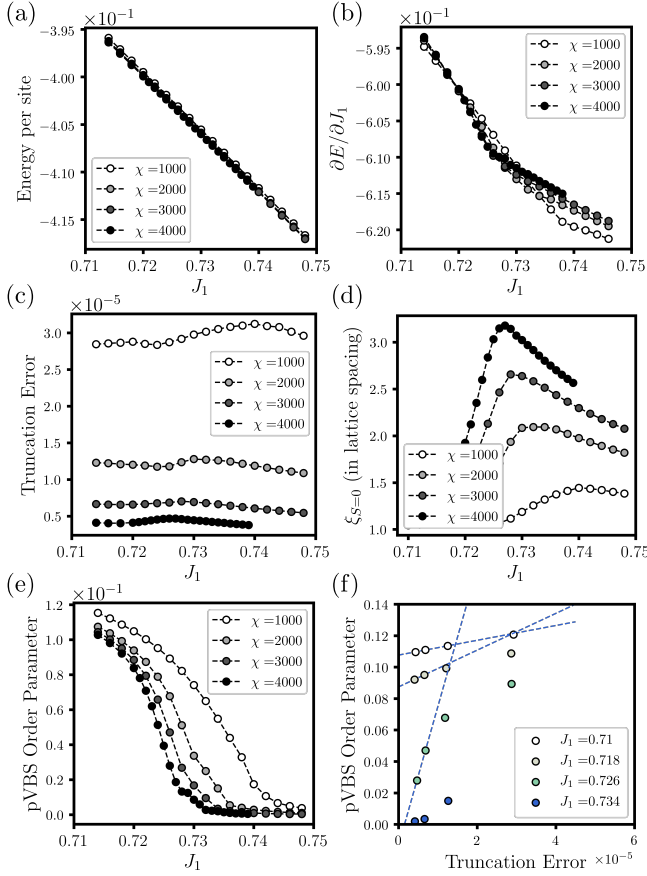 (a)
×10⁻¹
−3.95
−4.00
−4.05
−4.10
−4.15
Energy per site
χ =1000
χ =2000
χ =3000
χ =4000
0.71 0.72 0.73 0.74 0.75
J₁
(b)
×10⁻¹
−5.95
−6.00
−6.05
−6.10
−6.15
−6.20
∂E/∂J₁
χ =1000
χ =2000
χ =3000
χ =4000
0.71 0.72 0.73 0.74 0.75
J₁
(c)
×10⁻⁵
3.0
2.5
2.0
1.5
1.0
0.5
Truncation Error
χ =1000
χ =2000
χ =3000
χ =4000
0.71 0.72 0.73 0.74 0.75
J₁
(d)
3.0
2.5
2.0
1.5
1.0
ξ_{S=0} (in lattice spacing)
χ =1000
χ =2000
χ =3000
χ =4000
0.71 0.72 0.73 0.74 0.75
J₁
(e)
×10⁻¹
1.2
1.0
0.8
0.6
0.4
0.2
0.0
pVBS Order Parameter
χ =1000
χ =2000
χ =3000
χ =4000
0.71 0.72 0.73 0.74 0.75
J₁
(f)
0.14
0.12
0.10
0.08
0.06
0.04
0.02
0.00
pVBS Order Parameter
J₁ =0.71
J₁ =0.718
J₁ =0.726
J₁ =0.734
0 2 4 6
Truncation Error ×10⁻⁵